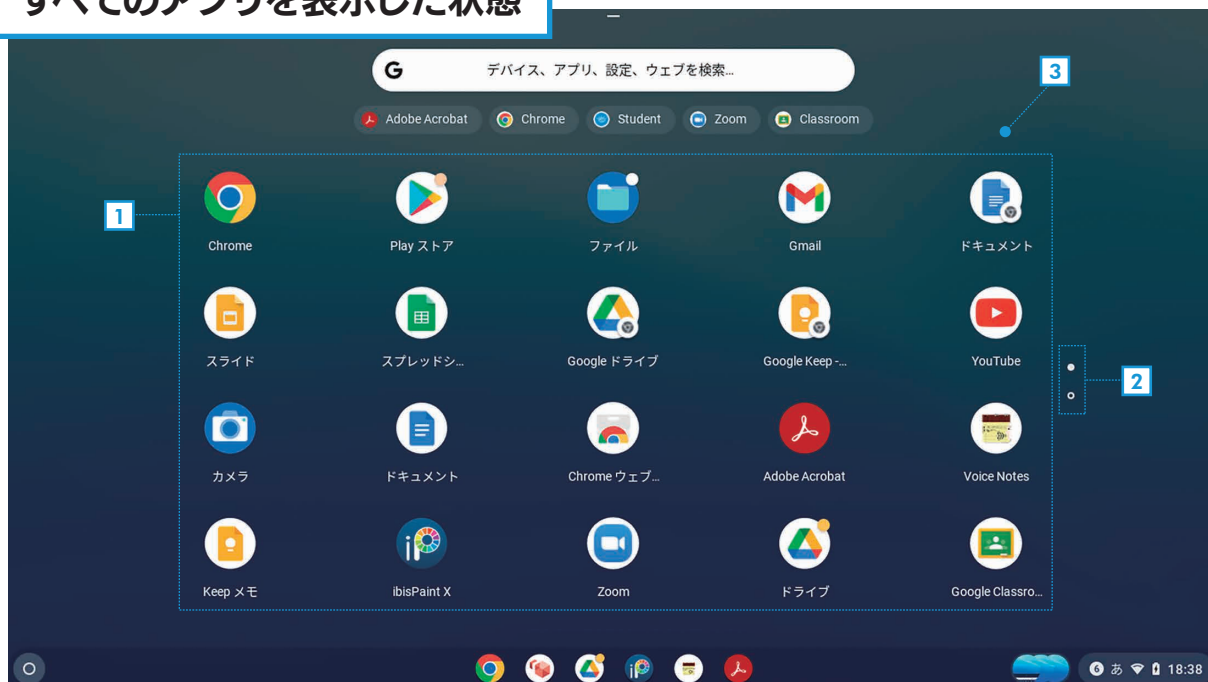 すべてのアプリを表示した状態
G デバイス、アプリ、設定、ウェブを検索...
Adobe Acrobat Chrome Student Zoom Classroom
3
1
Chrome Play ストア ファイル Gmail ドキュメント
スライド スプレッドシ... Google ドライブ Google Keep -... YouTube
2
カメラ ドキュメント Chrome ウェブ... Adobe Acrobat Voice Notes
Keep メモ ibisPaint X Zoom ドライブ Google Classro...
6 あ 18:38